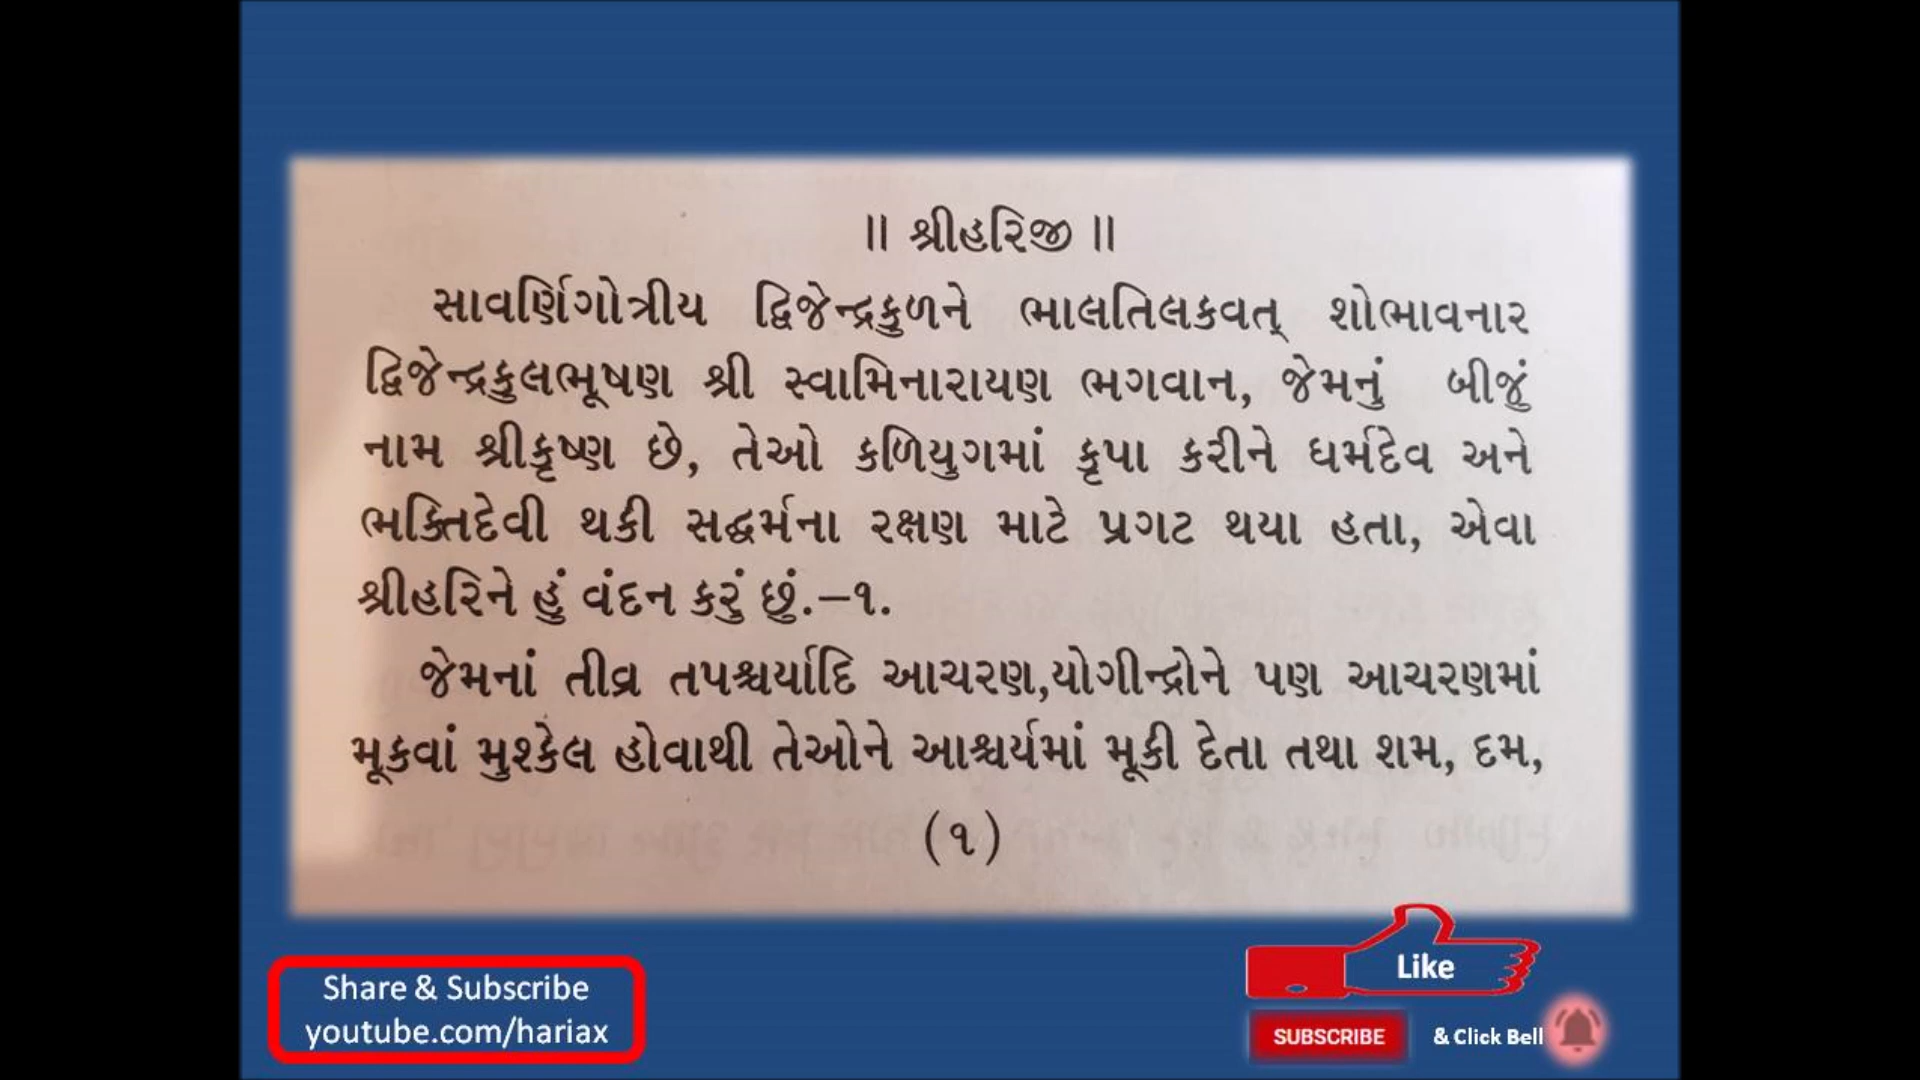 ॥ શ્રીહરિજી ॥
સાવર્ણિગોત્રીય દ્વિજેન્દ્રકુળને ભાલતિલકવત્ શોભાવનાર
દ્વિજેન્દ્રકુલભૂષણ શ્રી સ્વામિનારાયણ ભગવાન, જેમનું બીજું
નામ શ્રીકૃષ્ણ છે, તેઓ કળિયુગમાં કૃપા કરીને ધર્મદેવ અને
ભક્તિદેવી થકી સદ્ધર્મના રક્ષણ માટે પ્રગટ થયા હતા, એવા
શ્રીહરિને હું વંદન કરું છું.–૧.
જેમનાં તીવ્ર તપશ્ચર્યાદિ આચરણ,યોગીન્દ્રોને પણ આચરણમાં
મૂકવાં મુશ્કેલ હોવાથી તેઓને આશ્ચર્યમાં મૂકી દેતા તથા શમ, દમ,
(૧)
Share & Subscribe
youtube.com/hariax
Like
SUBSCRIBE & Click Bell